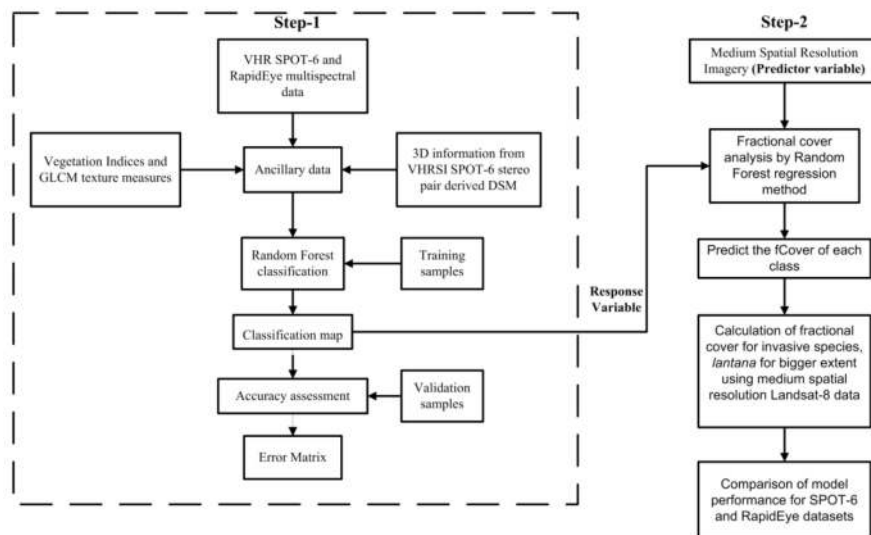 Step-1
VHR SPOT-6 and
RapidEye multispectral
data
Vegetation Indices and
GLCM texture measures
Ancillary data
3D information from
VHRSI SPOT-6 stereo
pair derived DSM
Random Forest
classification
Training
samples
Classification map
Accuracy assessment
Validation
samples
Error Matrix
Response
Variable
Step-2
Medium Spatial Resolution
Imagery (Predictor variable)
Fractional cover
analysis by Random
Forest regression
method
Predict the fCover of each
class
Calculation of fractional
cover for invasive species,
lantana for bigger extent
using medium spatial
resolution Landsat-8 data
Comparison of model
performance for SPOT-6
and RapidEye datasets